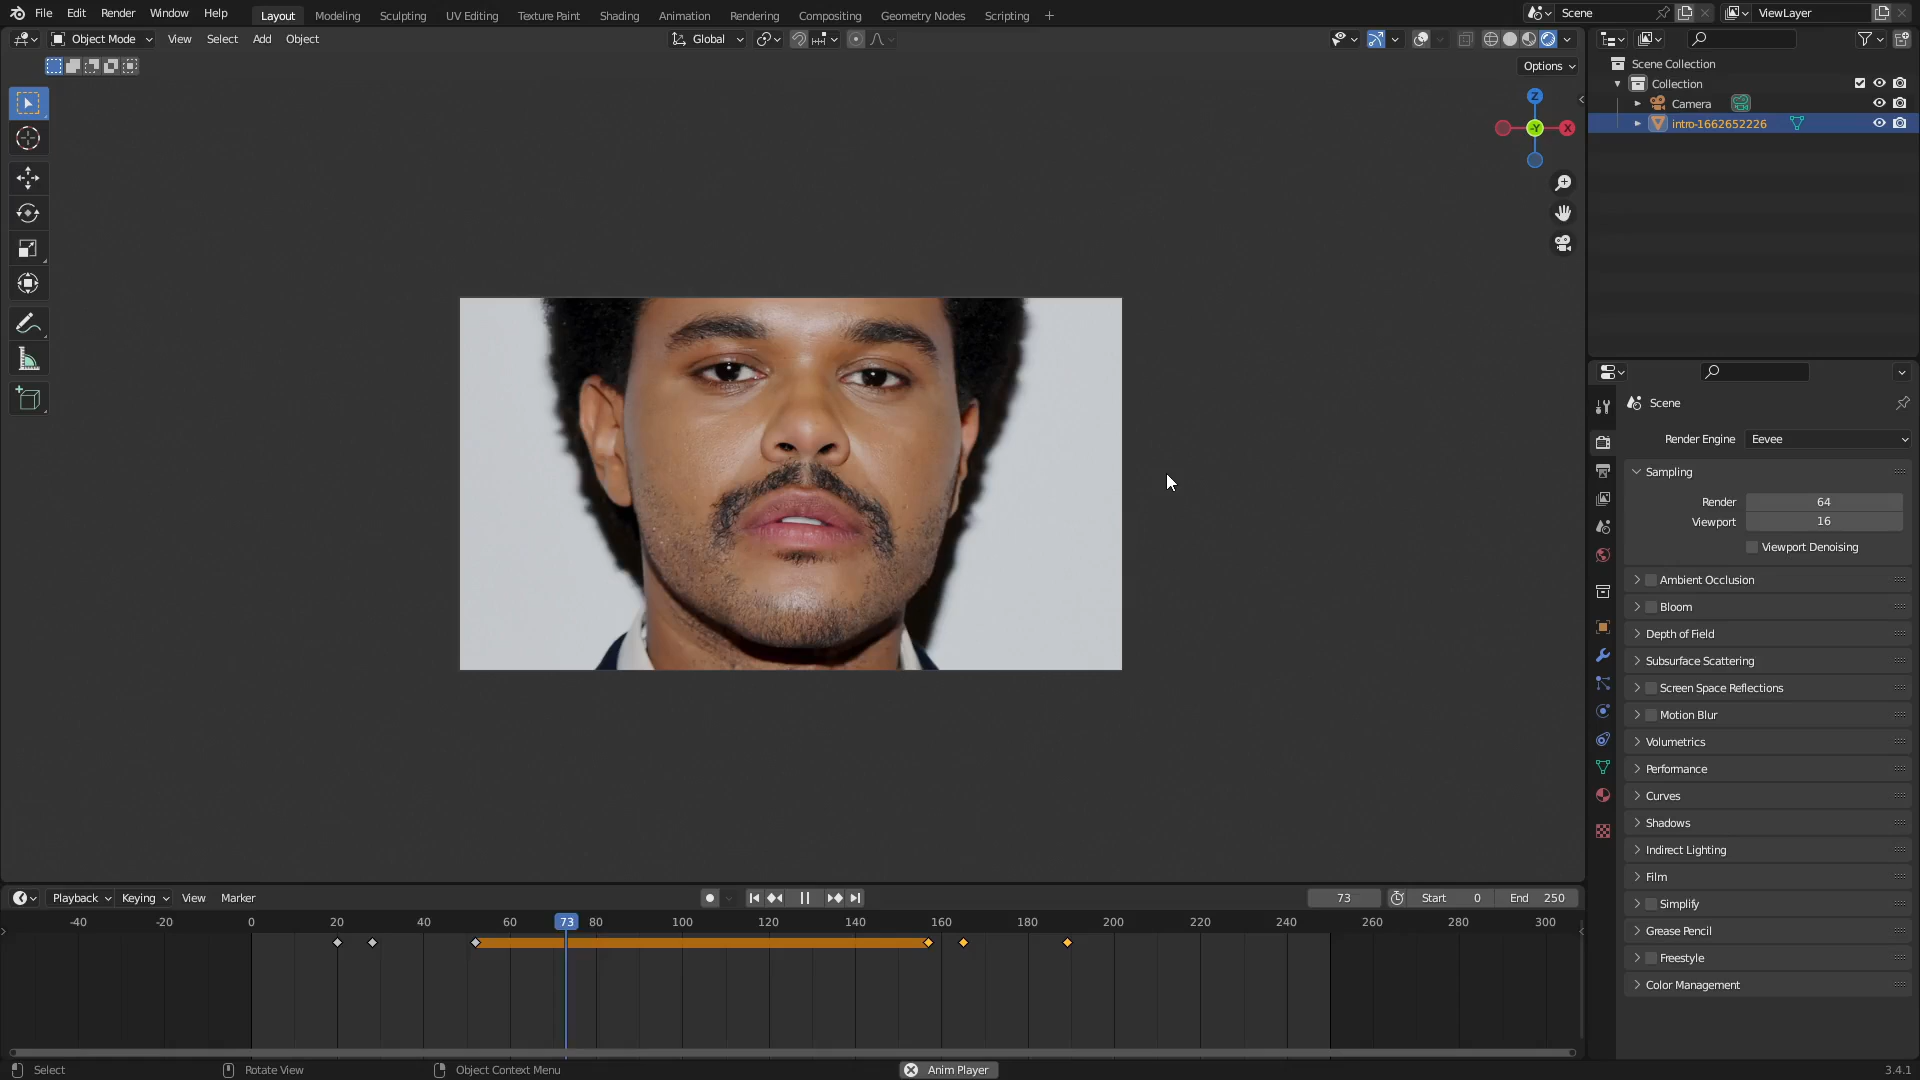 File Edit Render Window Help Layout Modeling Sculpting UV Editing Texture Paint Shading Animation Rendering Compositing Geometry Nodes Scripting + Scene ViewLayer
Object Mode View Select Add Object Global
Options
Scene Collection
Collection
Camera
intro-1662652226
Z
-Y
X
Scene
Render Engine Eevee
Sampling
Render 64
Viewport 16
Viewport Denoising
Ambient Occlusion
Bloom
Depth of Field
Subsurface Scattering
Screen Space Reflections
Motion Blur
Volumetrics
Performance
Curves
Shadows
Indirect Lighting
Film
Simplify
Grease Pencil
Freestyle
Color Management
Playback Keying View Marker 73 Start 0 End 250
-40 -20 0 20 40 60 73 80 100 120 140 160 180 200 220 240 260 280 300
Select Rotate View Object Context Menu Anim Player 3.4.1